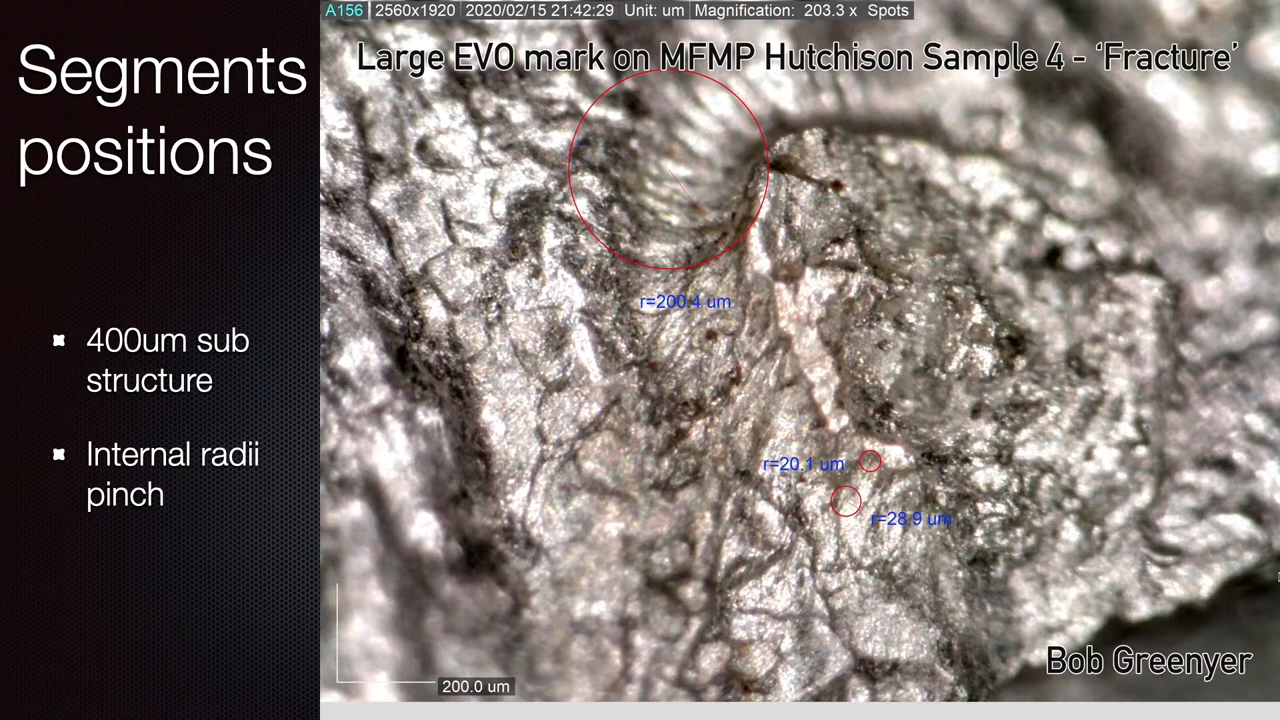 A156 2560x1920 2020/02/15 21:42:29 Unit: um Magnification: 203.3 x Spots
Large EVO mark on MFMP Hutchison Sample 4 - ‘Fracture’
Segments
positions
400um sub
structure
Internal radii
pinch
r=200.4 um
r=20.1 um
r=28.9 um
200.0 um
Bob Greenyer